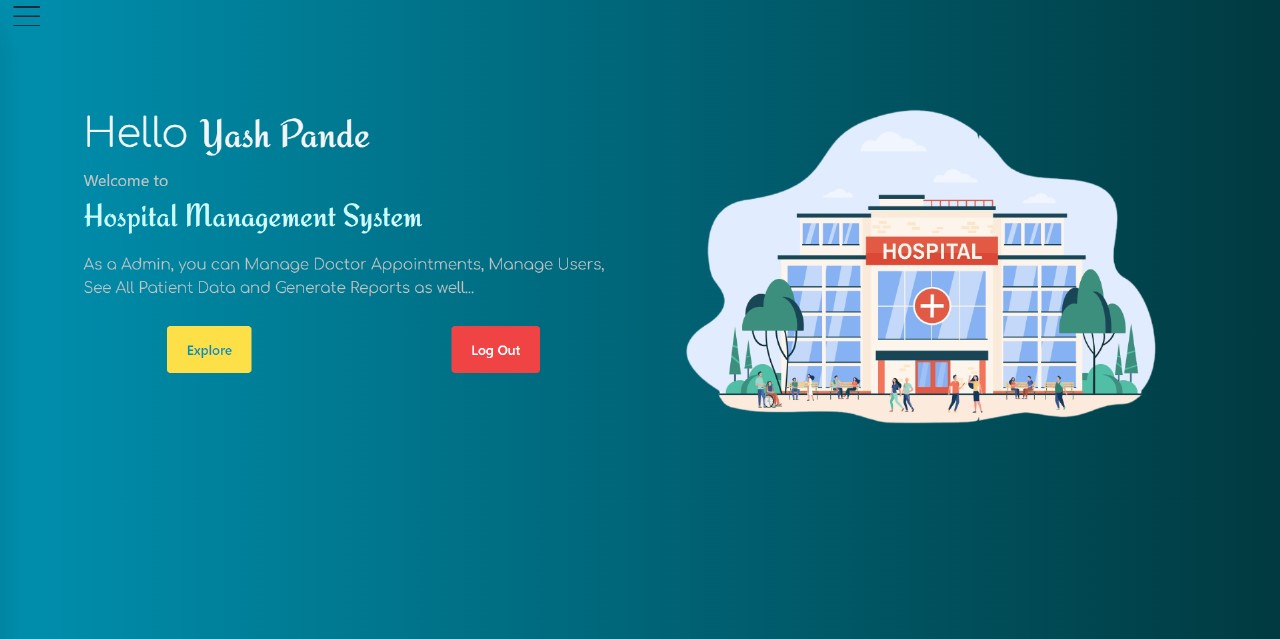 Hello Yash Pande
Welcome to
Hospital Management System
As a Admin, you can Manage Doctor Appointments, Manage Users,
See All Patient Data and Generate Reports as well...
Explore
Log Out
HOSPITAL